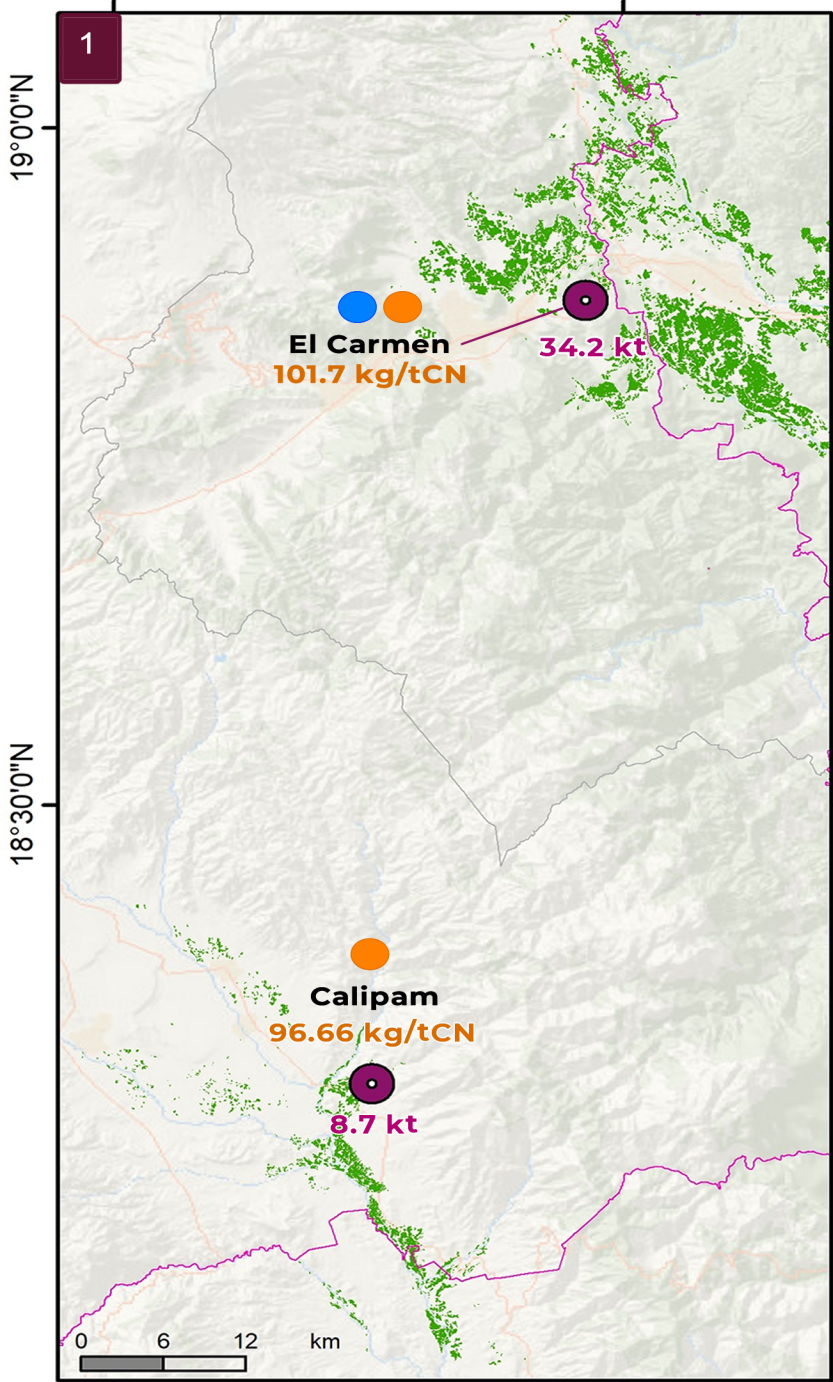 1
19°0'0"N
El Carmen
34.2 kt
101.7 kg/tCN
18°30'0"N
Calipam
96.66 kg/tCN
8.7 kt
0 6 12 km